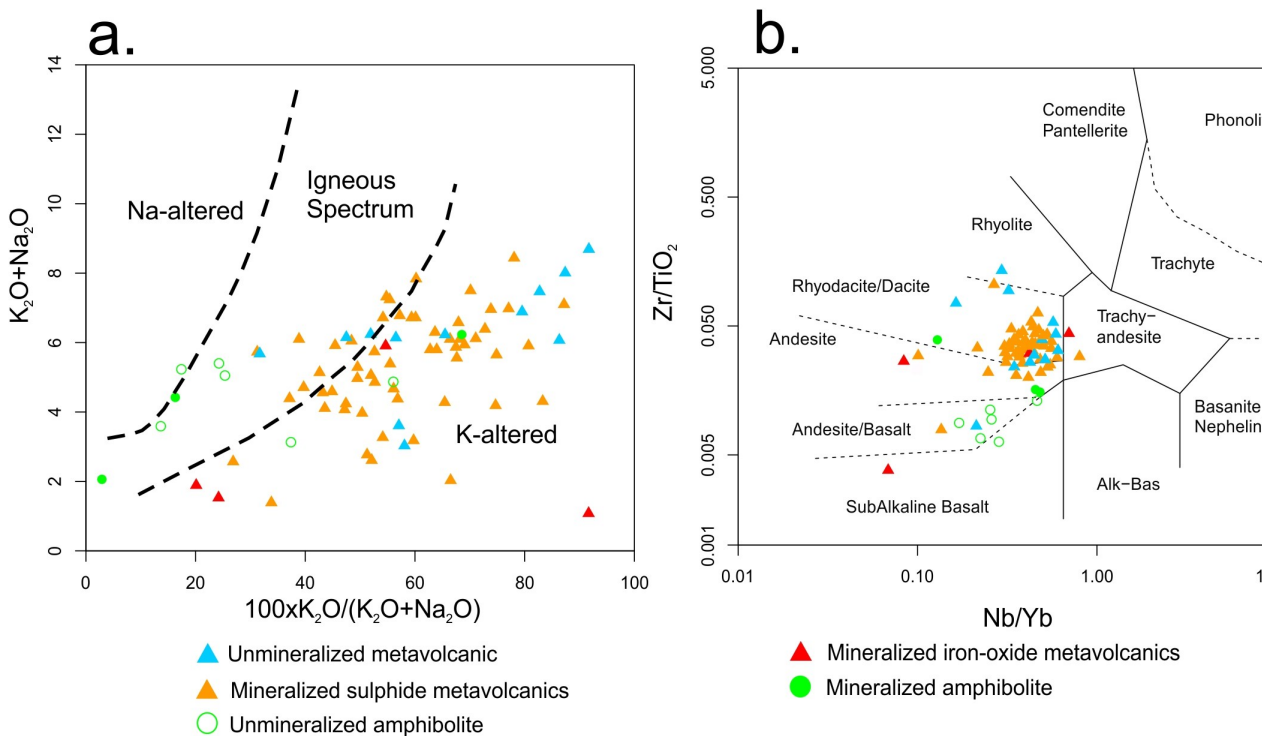 a.
14
12
10
8
6
4
2
0
K₂O+Na₂O
Na-altered
Igneous
Spectrum
K-altered
0
20
40
60
80
100
100xK₂O/(K₂O+Na₂O)
Unmineralized metavolcanic
Mineralized sulphide metavolcanics
Unmineralized amphibolite
b.
5.000
0.500
0.050
0.005
0.001
Zr/TiO₂
Comendite
Pantellerite
Phonoli
Rhyolite
Trachyte
Rhyodacite/Dacite
Trachy-
andesite
Andesite
Andesite/Basalt
Basanite
Nephelin
Alk–Bas
SubAlkaline Basalt
0.01
0.10
1.00
1
Nb/Yb
Mineralized iron-oxide metavolcanics
Mineralized amphibolite